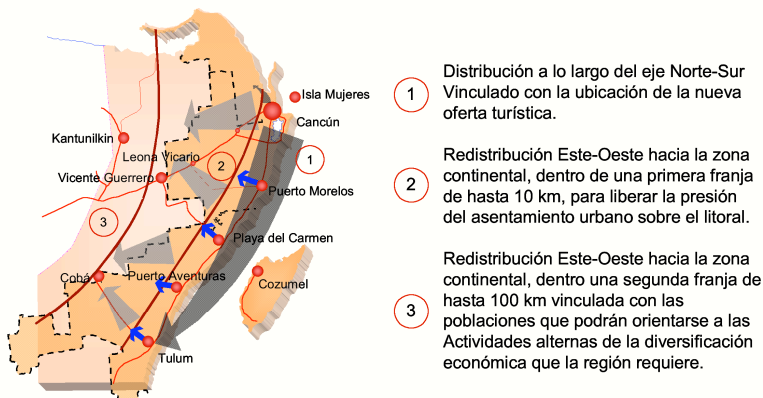 Isla Mujeres
Cancún
Kantunilkin
Leona Vicario
2
1
Vicente Guerrero
Puerto Morelos
3
Playa del Carmen
Cobá
Puerto Aventuras
Cozumel
Tulum
1
Distribución a lo largo del eje Norte-Sur
Vinculado con la ubicación de la nueva
oferta turística.
2
Redistribución Este-Oeste hacia la zona
continental, dentro de una primera franja
de hasta 10 km, para liberar la presión
del asentamiento urbano sobre el litoral.
3
Redistribución Este-Oeste hacia la zona
continental, dentro una segunda franja de
hasta 100 km vinculada con las
poblaciones que podrán orientarse a las
Actividades alternas de la diversificación
económica que la región requiere.